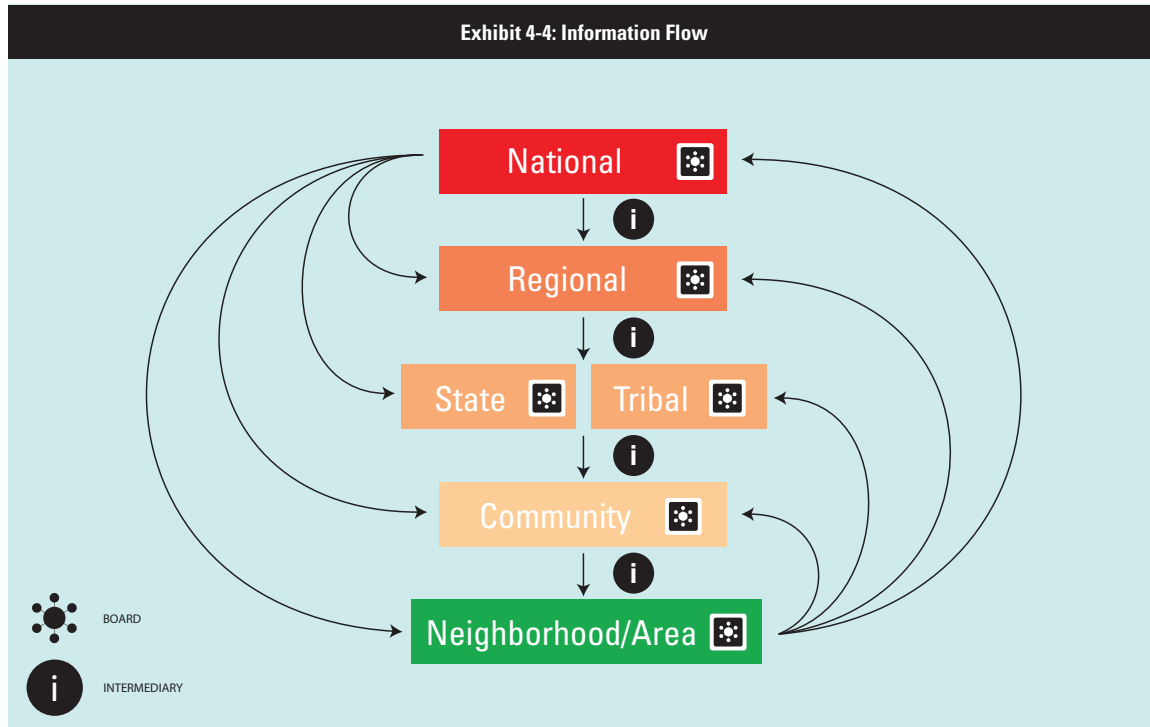 Exhibit 4-4: Information Flow
National
i
Regional
i
State
Tribal
i
Community
i
Neighborhood/Area
BOARD
i
INTERMEDIARY